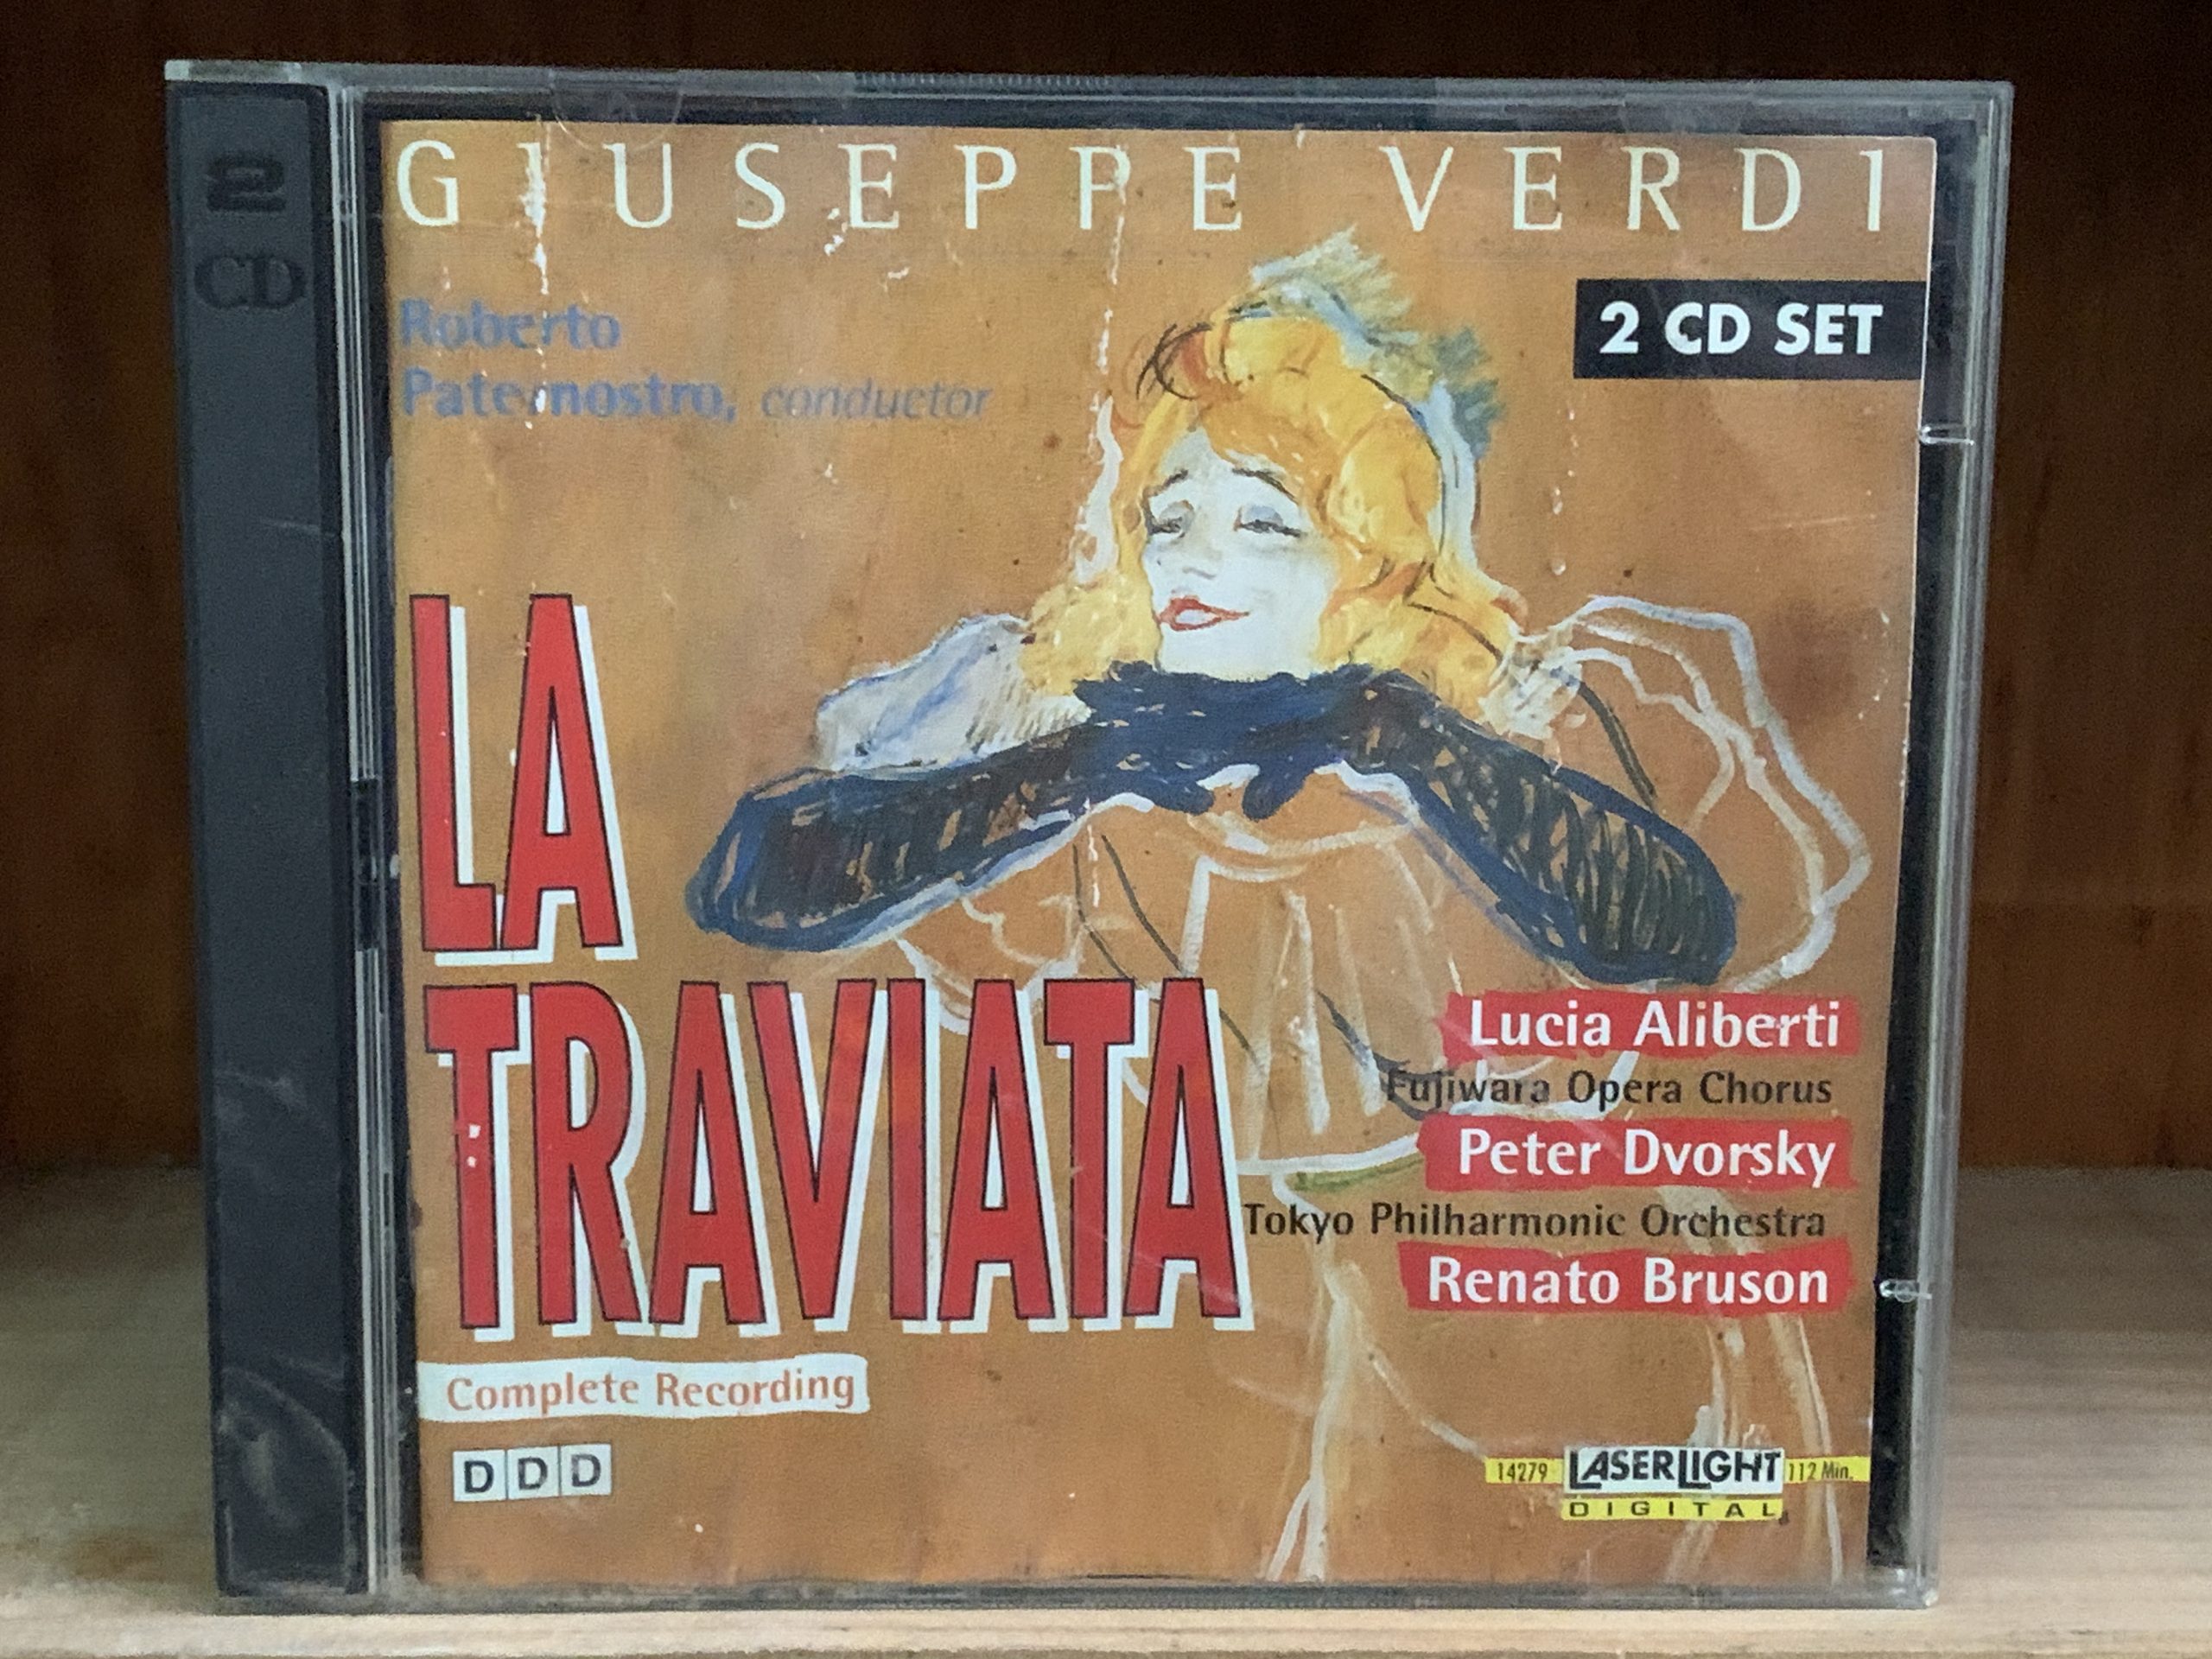 2
CD
GIUSEPPE VERDI
2 CD SET
Roberto
Paternostro, conductor
LA
TRAVIATA
Lucia Aliberti
Fujiwara Opera Chorus
Peter Dvorsky
Tokyo Philharmonic Orchestra
Renato Bruson
Complete Recording
DDD
14279 LASERLIGHT 112 Min.
DIGITAL